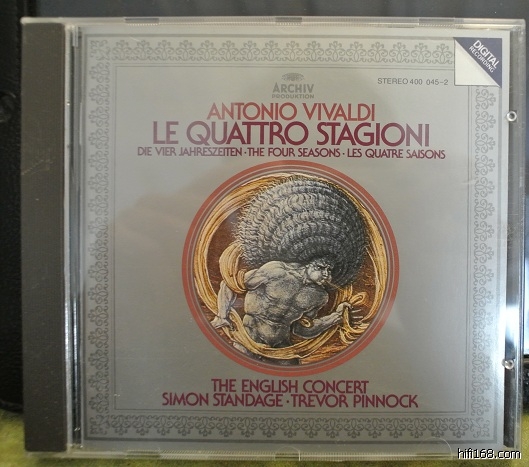 DIGITAL
RECORDING
ARCHIV
PRODUKTION
STEREO 400 045-2
ANTONIO VIVALDI
LE QUATTRO STAGIONI
DIE VIER JAHRESZEITEN · THE FOUR SEASONS · LES QUATRE SAISONS
THE ENGLISH CONCERT
SIMON STANDAGE · TREVOR PINNOCK
hifi168.com